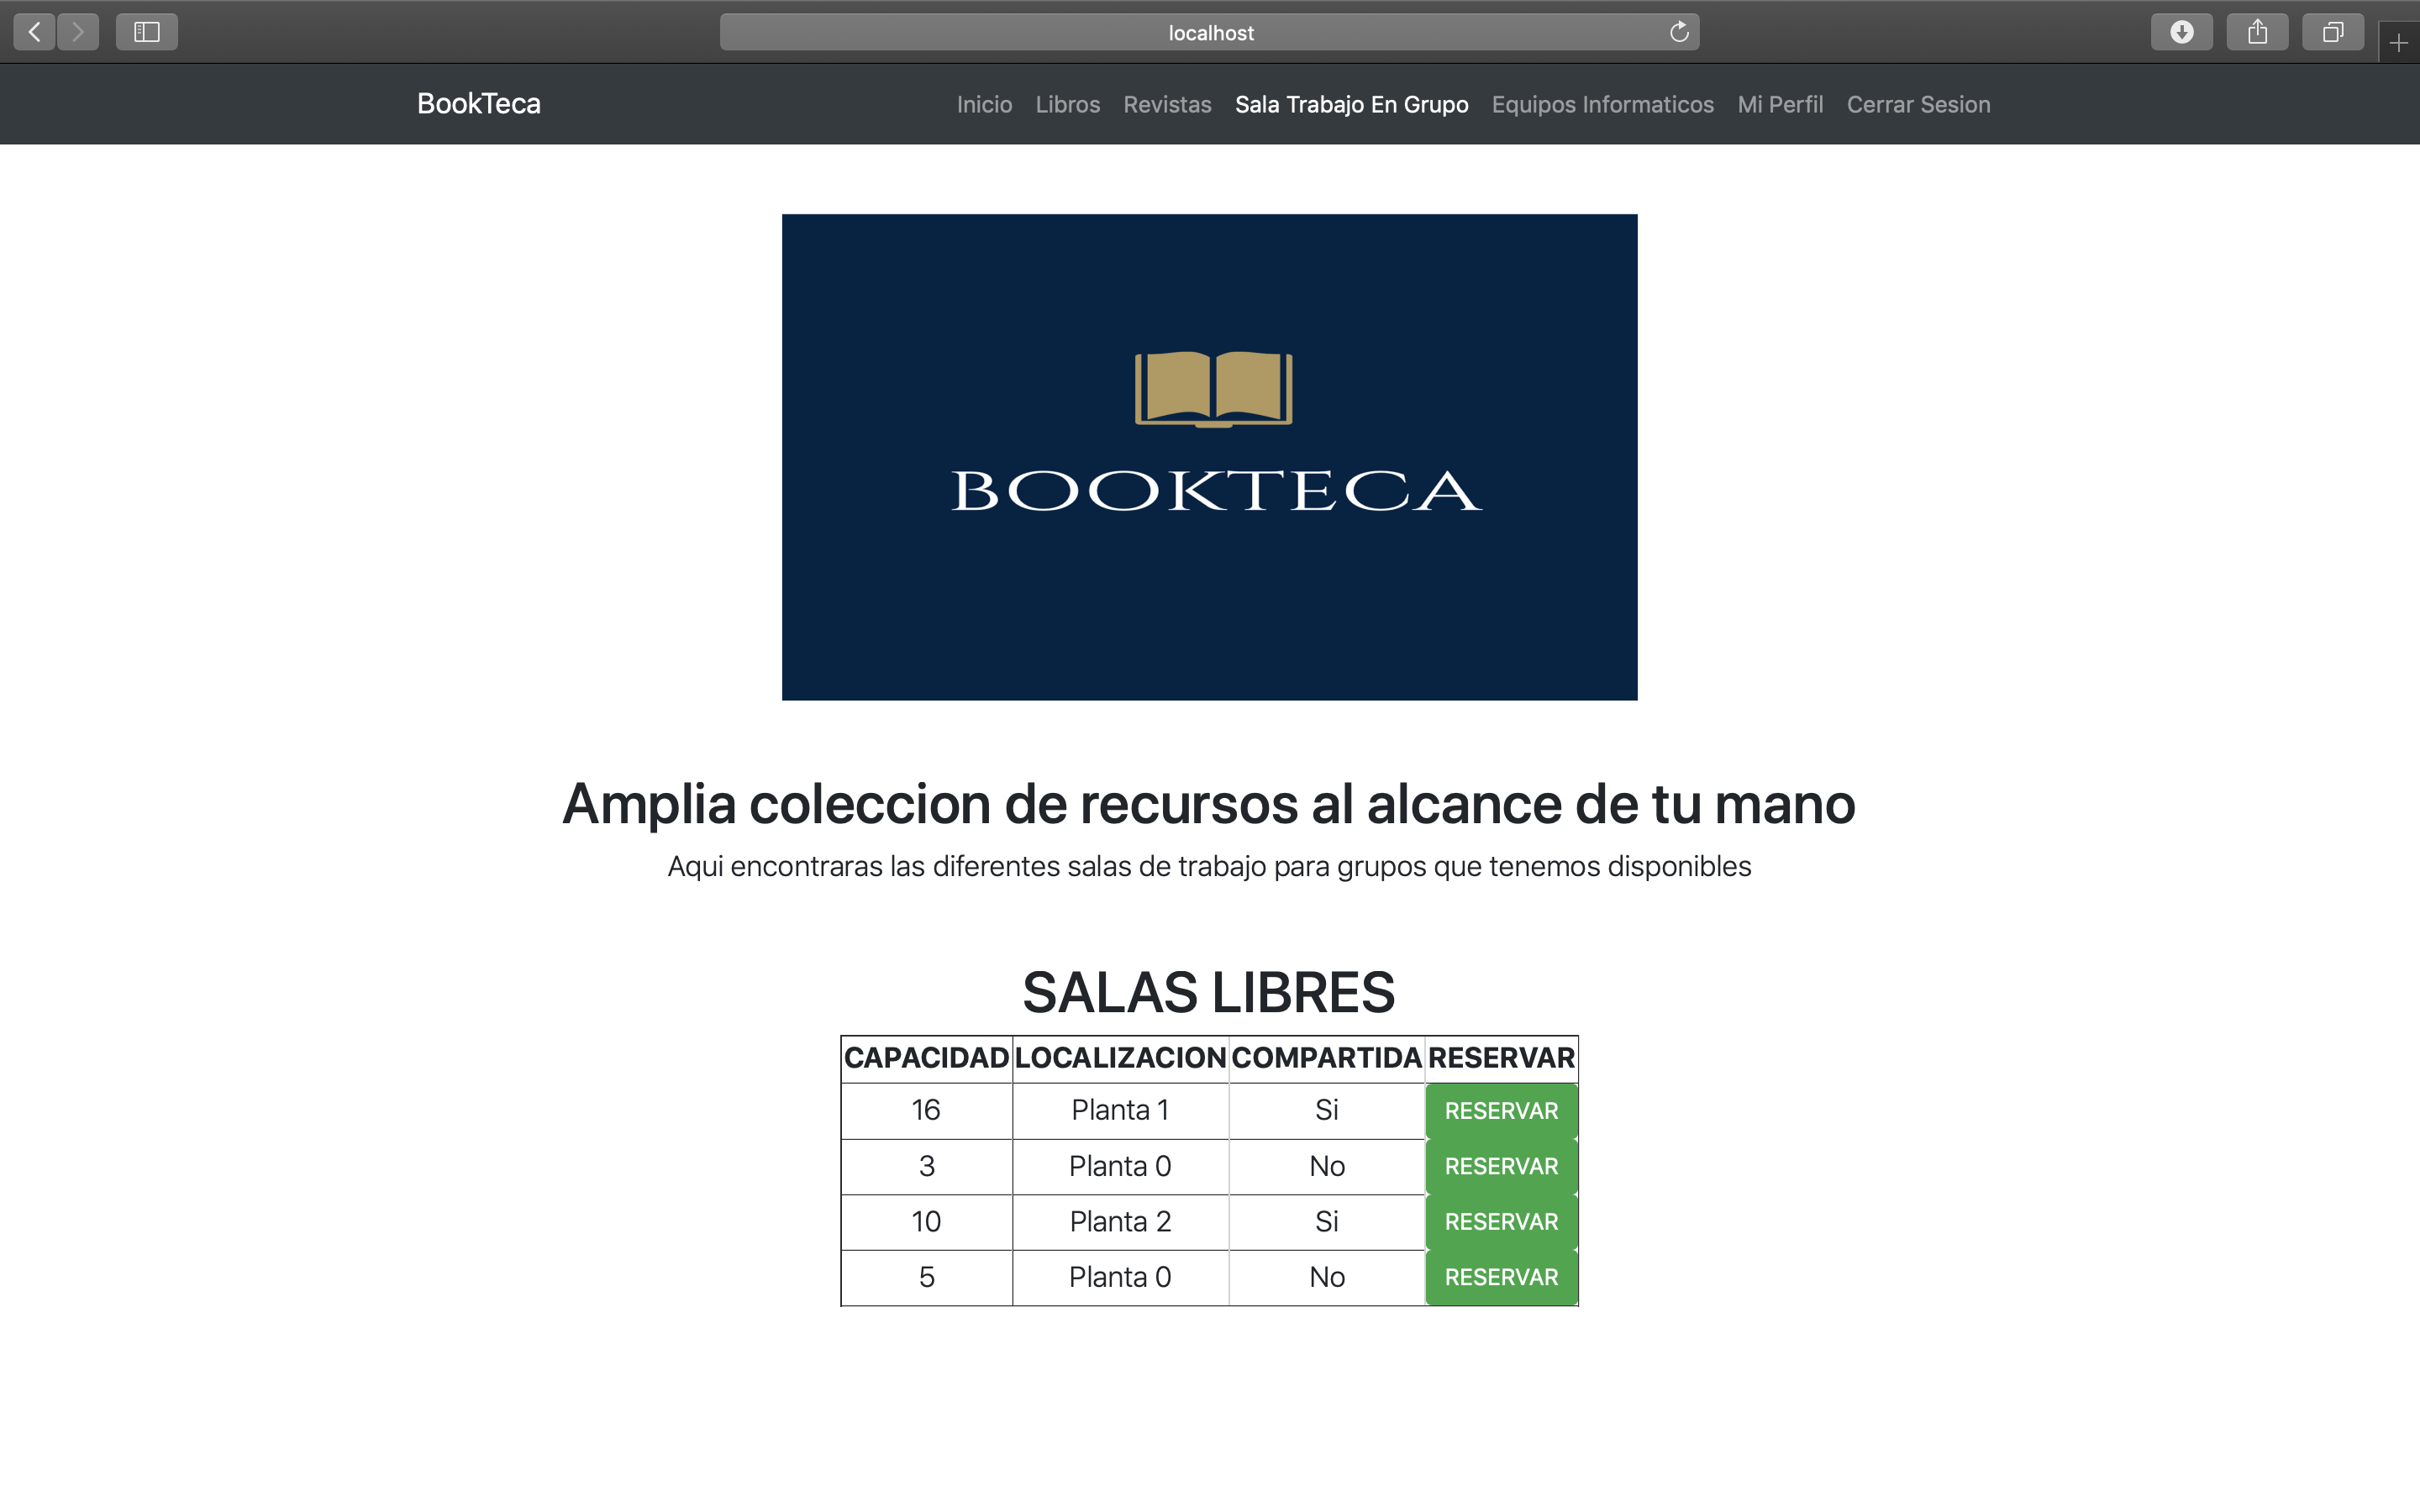 localhost
BookTeca Inicio Libros Revistas Sala Trabajo En Grupo Equipos Informaticos Mi Perfil Cerrar Sesion
BOOKTECA
Amplia coleccion de recursos al alcance de tu mano
Aqui encontraras las diferentes salas de trabajo para grupos que tenemos disponibles
SALAS LIBRES
CAPACIDAD LOCALIZACION COMPARTIDA RESERVAR
16 Planta 1 Si RESERVAR
3 Planta 0 No RESERVAR
10 Planta 2 Si RESERVAR
5 Planta 0 No RESERVAR